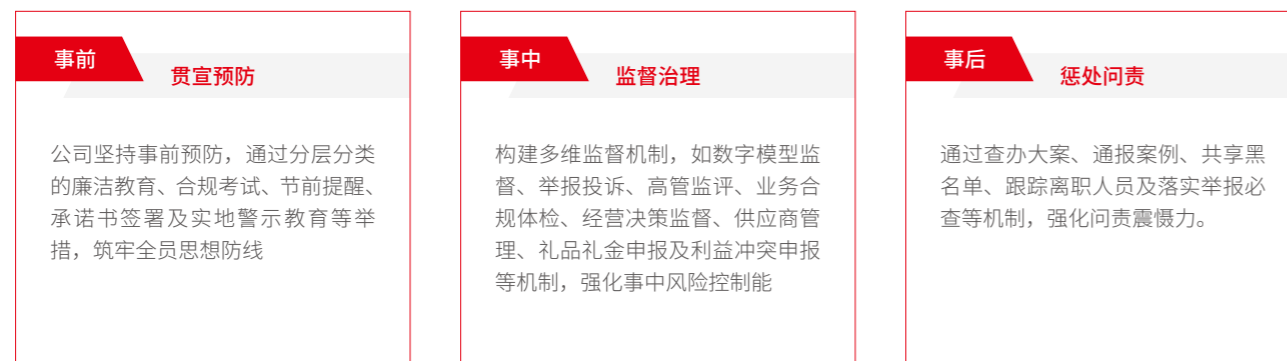 事前
贯宣预防
公司坚持事前预防，通过分层分类
的廉洁教育、合规考试、节前提醒、
承诺书签署及实地警示教育等举
措，筑牢全员思想防线
事中
监督治理
构建多维监督机制，如数字模型监
督、举报投诉、高管监评、业务合
规体检、经营决策监督、供应商管
理、礼品礼金申报及利益冲突申报
等机制，强化事中风险控制能
事后
惩处问责
通过查办大案、通报案例、共享黑
名单、跟踪离职人员及落实举报必
查等机制，强化问责震慑力。